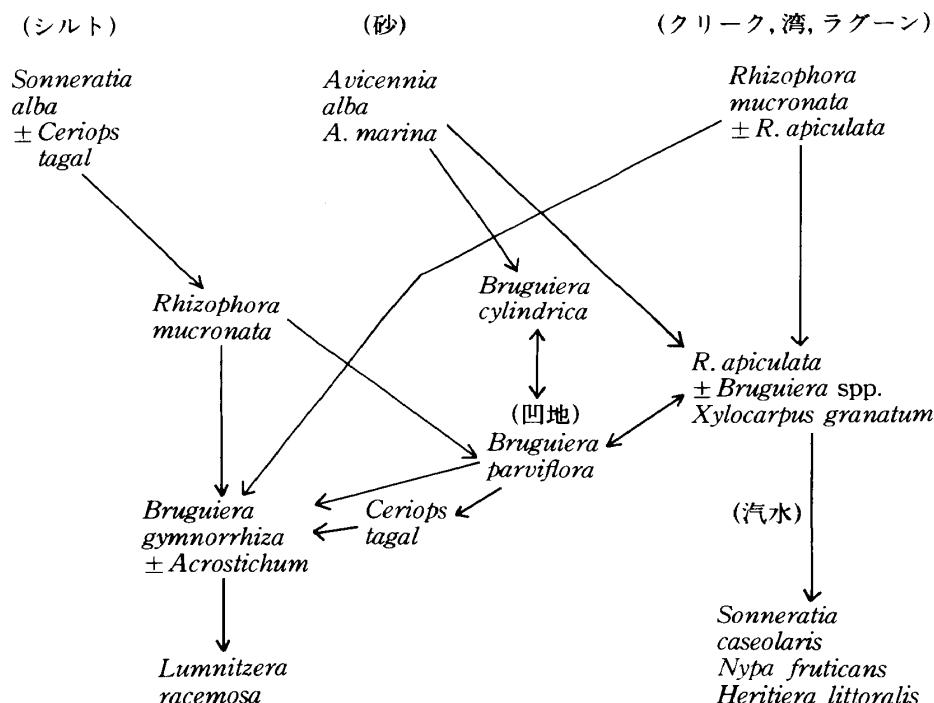 (シルト)
(砂)
(クリーク,湾,ラグーン)
Sonneratia
alba
± Ceriops
tagal
Avicennia
alba
A. marina
Rhizophora
mucronata
± R. apiculata
Rhizophora
mucronata
Bruguiera
cylindrica
R. apiculata
± Bruguiera spp.
Xylocarpus granatum
(凹地)
Bruguiera
parviflora
Bruguiera
gymnorrhiza
± Acrostichum
Ceriops
tagal
(汽水)
Lumnitzera
racemosa
Sonneratia
caseolaris
Nypa fruticans
Heritiera littoralis